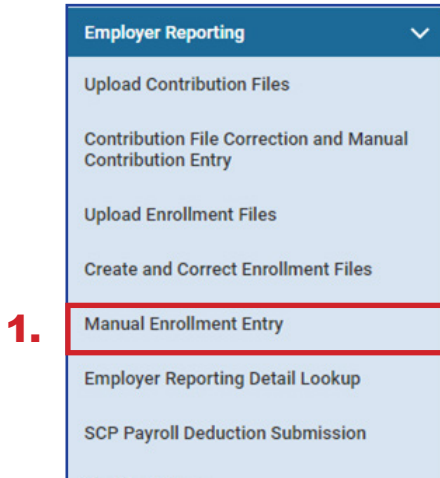 Employer Reporting
Upload Contribution Files
Contribution File Correction and Manual
Contribution Entry
Upload Enrollment Files
Create and Correct Enrollment Files
1. Manual Enrollment Entry
Employer Reporting Detail Lookup
SCP Payroll Deduction Submission